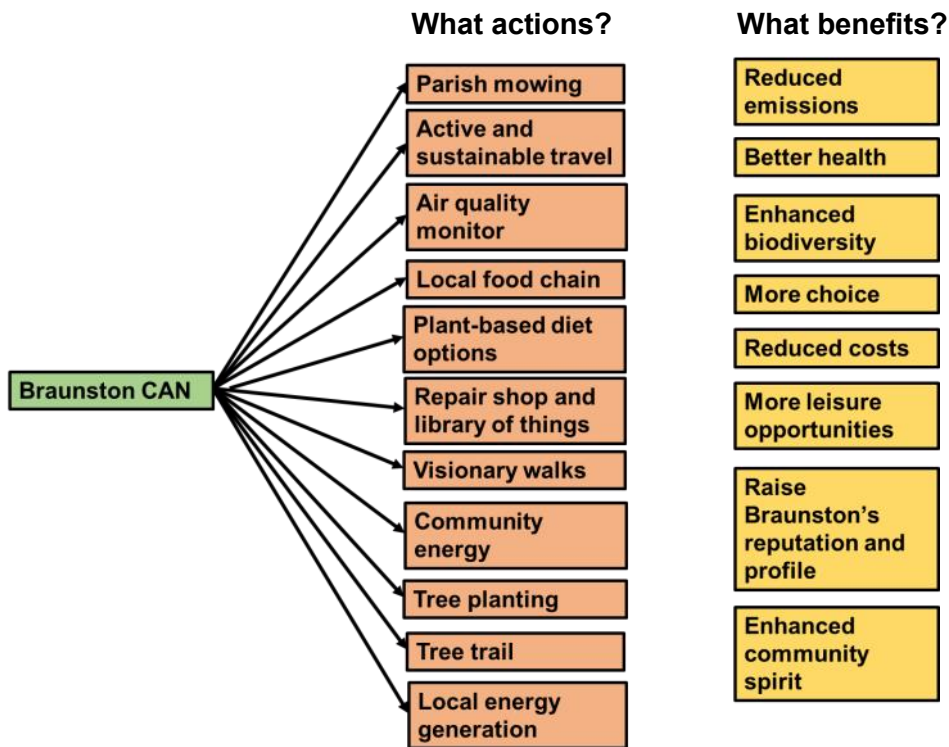 What actions?
What benefits?
Braunston CAN
Parish mowing
Active and
sustainable travel
Air quality
monitor
Local food chain
Plant-based diet
options
Repair shop and
library of things
Visionary walks
Community
energy
Tree planting
Tree trail
Local energy
generation
Reduced
emissions
Better health
Enhanced
biodiversity
More choice
Reduced costs
More leisure
opportunities
Raise
Braunston’s
reputation and
profile
Enhanced
community
spirit